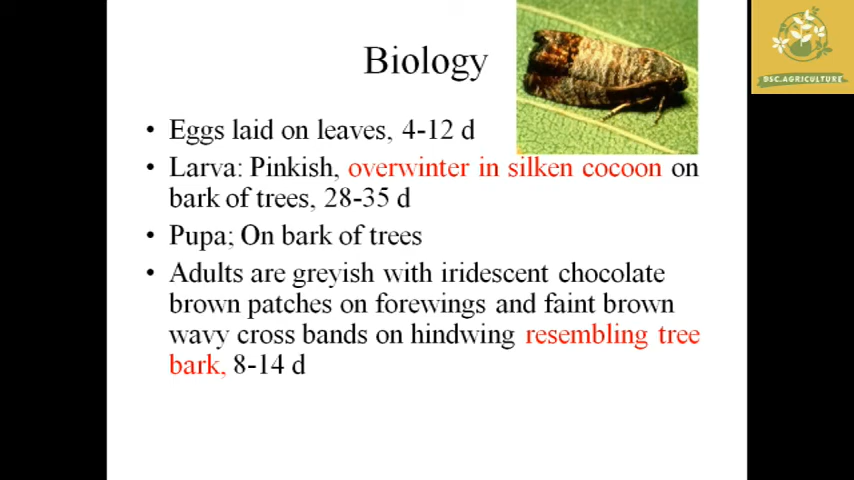 Biology
BSC.AGRICULTURE
• Eggs laid on leaves, 4-12 d
• Larva: Pinkish, overwinter in silken cocoon on
bark of trees, 28-35 d
• Pupa; On bark of trees
• Adults are greyish with iridescent chocolate
brown patches on forewings and faint brown
wavy cross bands on hindwing resembling tree
bark, 8-14 d